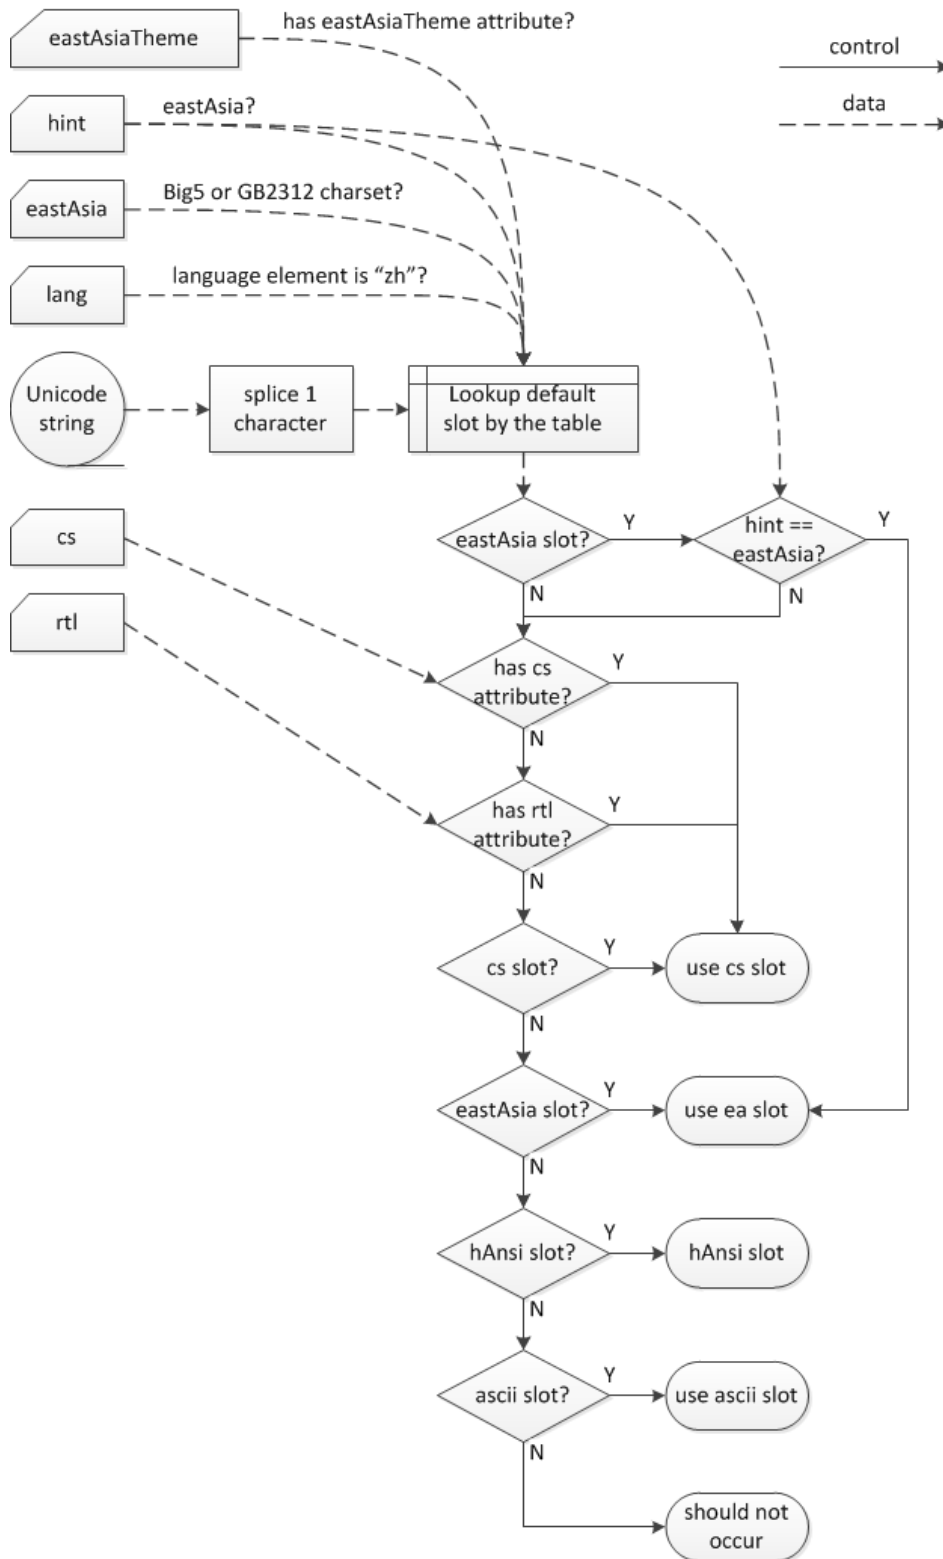 eastAsiaTheme
has eastAsiaTheme attribute?
control
data
hint
eastAsia?
eastAsia
Big5 or GB2312 charset?
lang
language element is “zh”?
Unicode
string
splice 1
character
Lookup default
slot by the table
cs
rtl
eastAsia slot?
Y
hint ==
eastAsia?
Y
N
N
has cs
attribute?
Y
N
has rtl
attribute?
Y
N
cs slot?
Y
use cs slot
N
eastAsia slot?
Y
use ea slot
N
hAnsi slot?
Y
hAnsi slot
N
ascii slot?
Y
use ascii slot
N
should not
occur